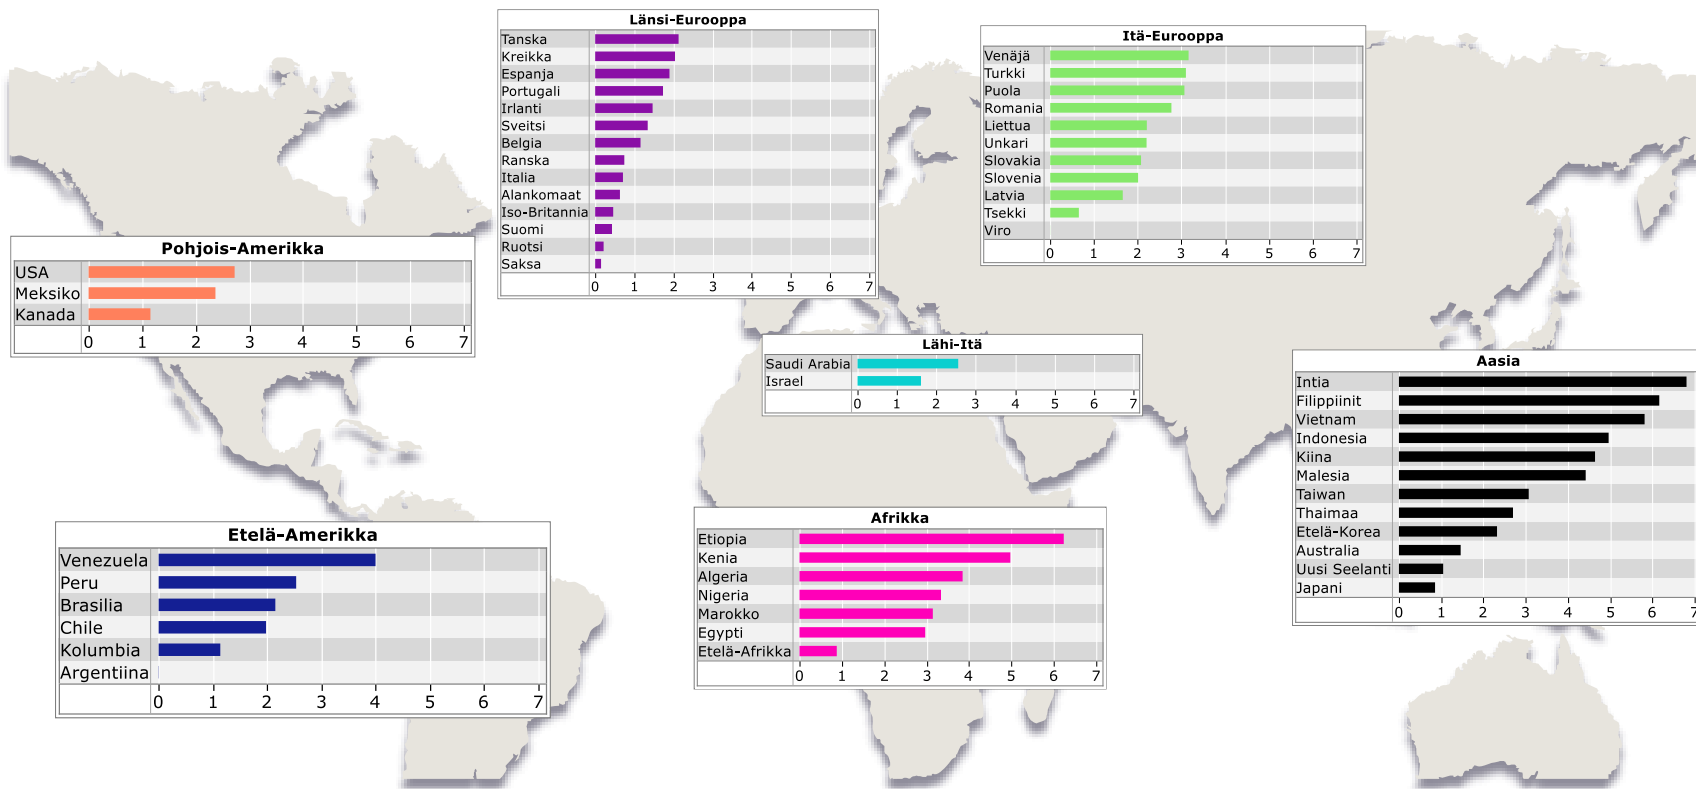 Länsi-Eurooppa
Tanska
Kreikka
Espanja
Portugali
Irlanti
Sveitsi
Belgia
Ranska
Italia
Alankomaat
Iso-Britannia
Suomi
Ruotsi
Saksa
0 1 2 3 4 5 6 7
Itä-Eurooppa
Venäjä
Turkki
Puola
Romania
Liettua
Unkari
Slovakia
Slovenia
Latvia
Tsekki
Viro
0 1 2 3 4 5 6 7
Pohjois-Amerikka
USA
Meksiko
Kanada
0 1 2 3 4 5 6 7
Lähi-Itä
Saudi Arabia
Israel
0 1 2 3 4 5 6 7
Aasia
Intia
Filippiinit
Vietnam
Indonesia
Kiina
Malesia
Taiwan
Thaimaa
Etelä-Korea
Australia
Uusi Seelanti
Japani
0 1 2 3 4 5 6 7
Etelä-Amerikka
Venezuela
Peru
Brasilia
Chile
Kolumbia
Argentiina
0 1 2 3 4 5 6 7
Afrikka
Etiopia
Kenia
Algeria
Nigeria
Marokko
Egypti
Etelä-Afrikka
0 1 2 3 4 5 6 7